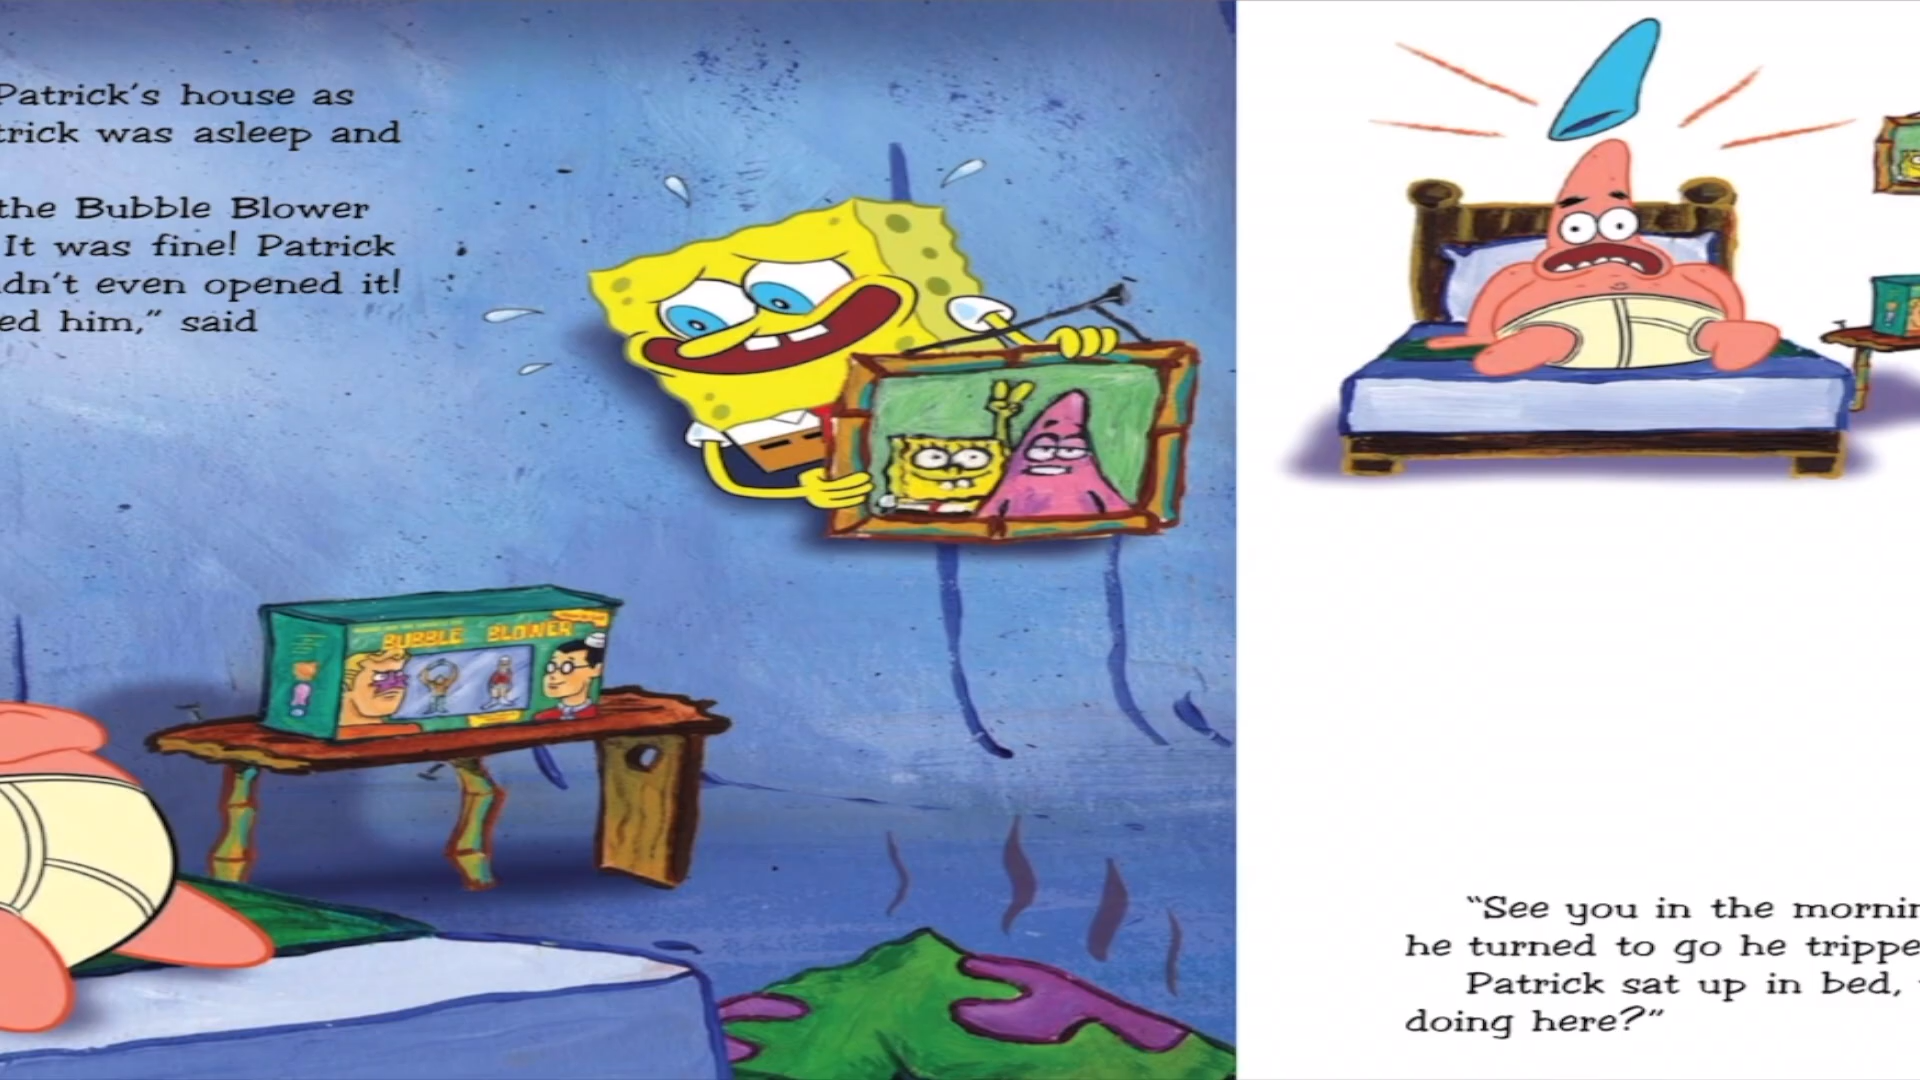 Patrick's house as
trick was asleep and
the Bubble Blower
It was fine! Patrick
dn't even opened it!
ed him," said
BUBBLE BLOWER
"See you in the mornin
he turned to go he trippe
Patrick sat up in bed,
doing here?"